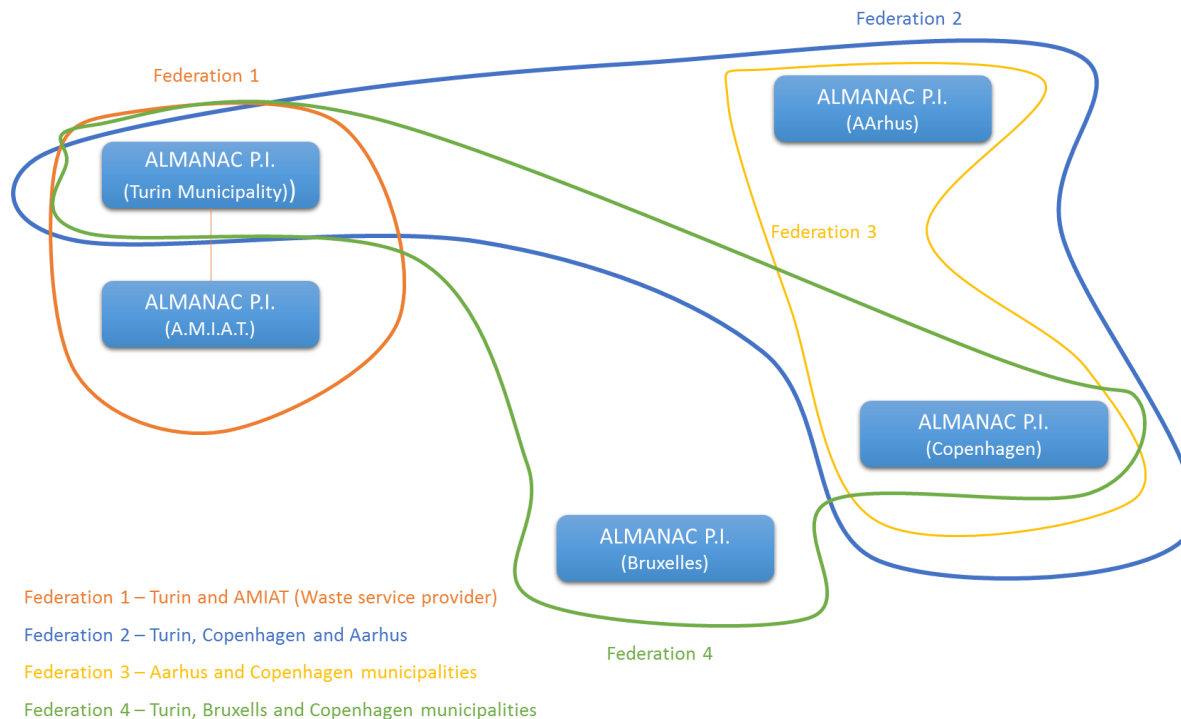 Federation 2
Federation 1
ALMANAC P.I.
(AArhus)
ALMANAC P.I.
(Turin Municipality))
Federation 3
ALMANAC P.I.
(A.M.I.A.T.)
ALMANAC P.I.
(Copenhagen)
ALMANAC P.I.
(Bruxelles)
Federation 1 – Turin and AMIAT (Waste service provider)
Federation 2 – Turin, Copenhagen and Aarhus
Federation 4
Federation 3 – Aarhus and Copenhagen municipalities
Federation 4 – Turin, Bruxells and Copenhagen municipalities